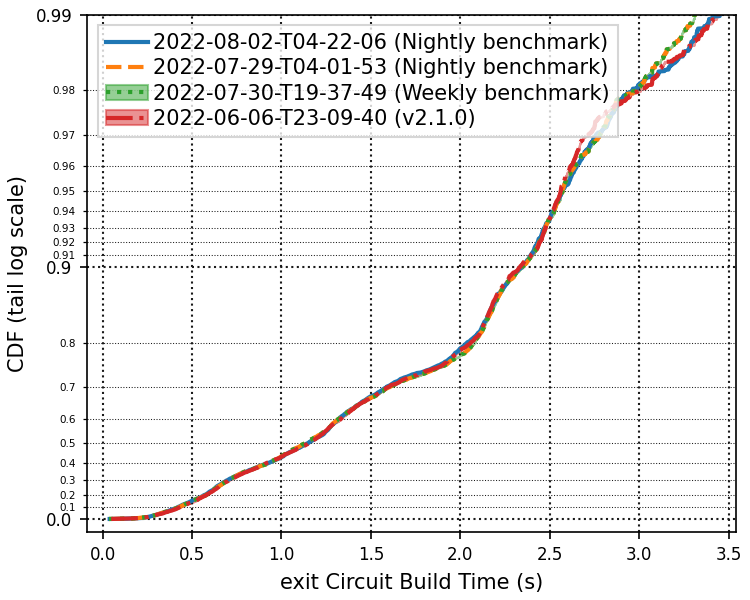 0.99
2022-08-02-T04-22-06 (Nightly benchmark)
2022-07-29-T04-01-53 (Nightly benchmark)
2022-07-30-T19-37-49 (Weekly benchmark)
2022-06-06-T23-09-40 (v2.1.0)
0.98
0.97
0.96
0.95
0.94
0.93
0.92
0.91
0.9
0.8
0.7
0.6
0.5
0.4
0.3
0.2
0.1
0.0
CDF (tail log scale)
0.0 0.5 1.0 1.5 2.0 2.5 3.0 3.5
exit Circuit Build Time (s)